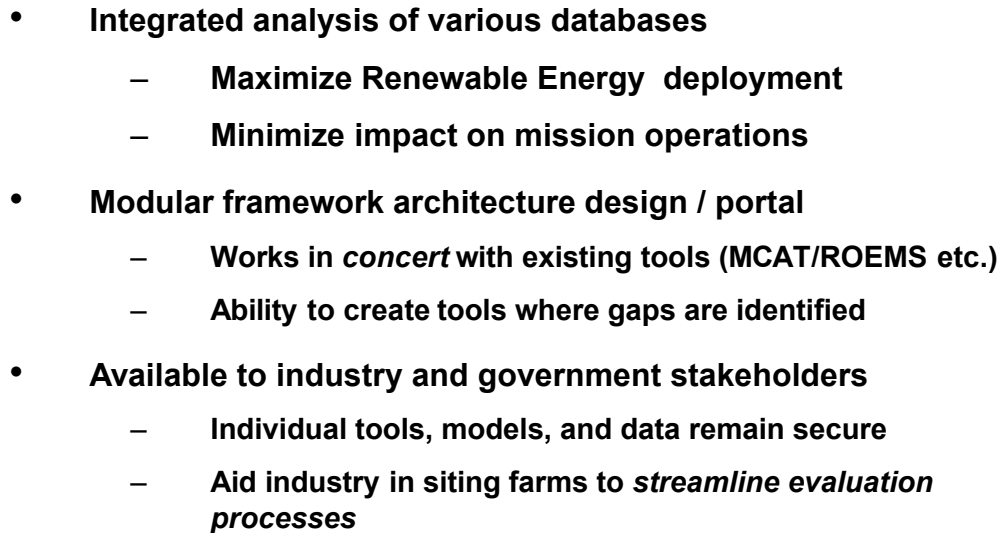 • Integrated analysis of various databases
– Maximize Renewable Energy  deployment
– Minimize impact on mission operations
• Modular framework architecture design / portal
– Works in concert with existing tools (MCAT/ROEMS etc.)
– Ability to create tools where gaps are identified
• Available to industry and government stakeholders
– Individual tools, models, and data remain secure
– Aid industry in siting farms to streamline evaluation
processes